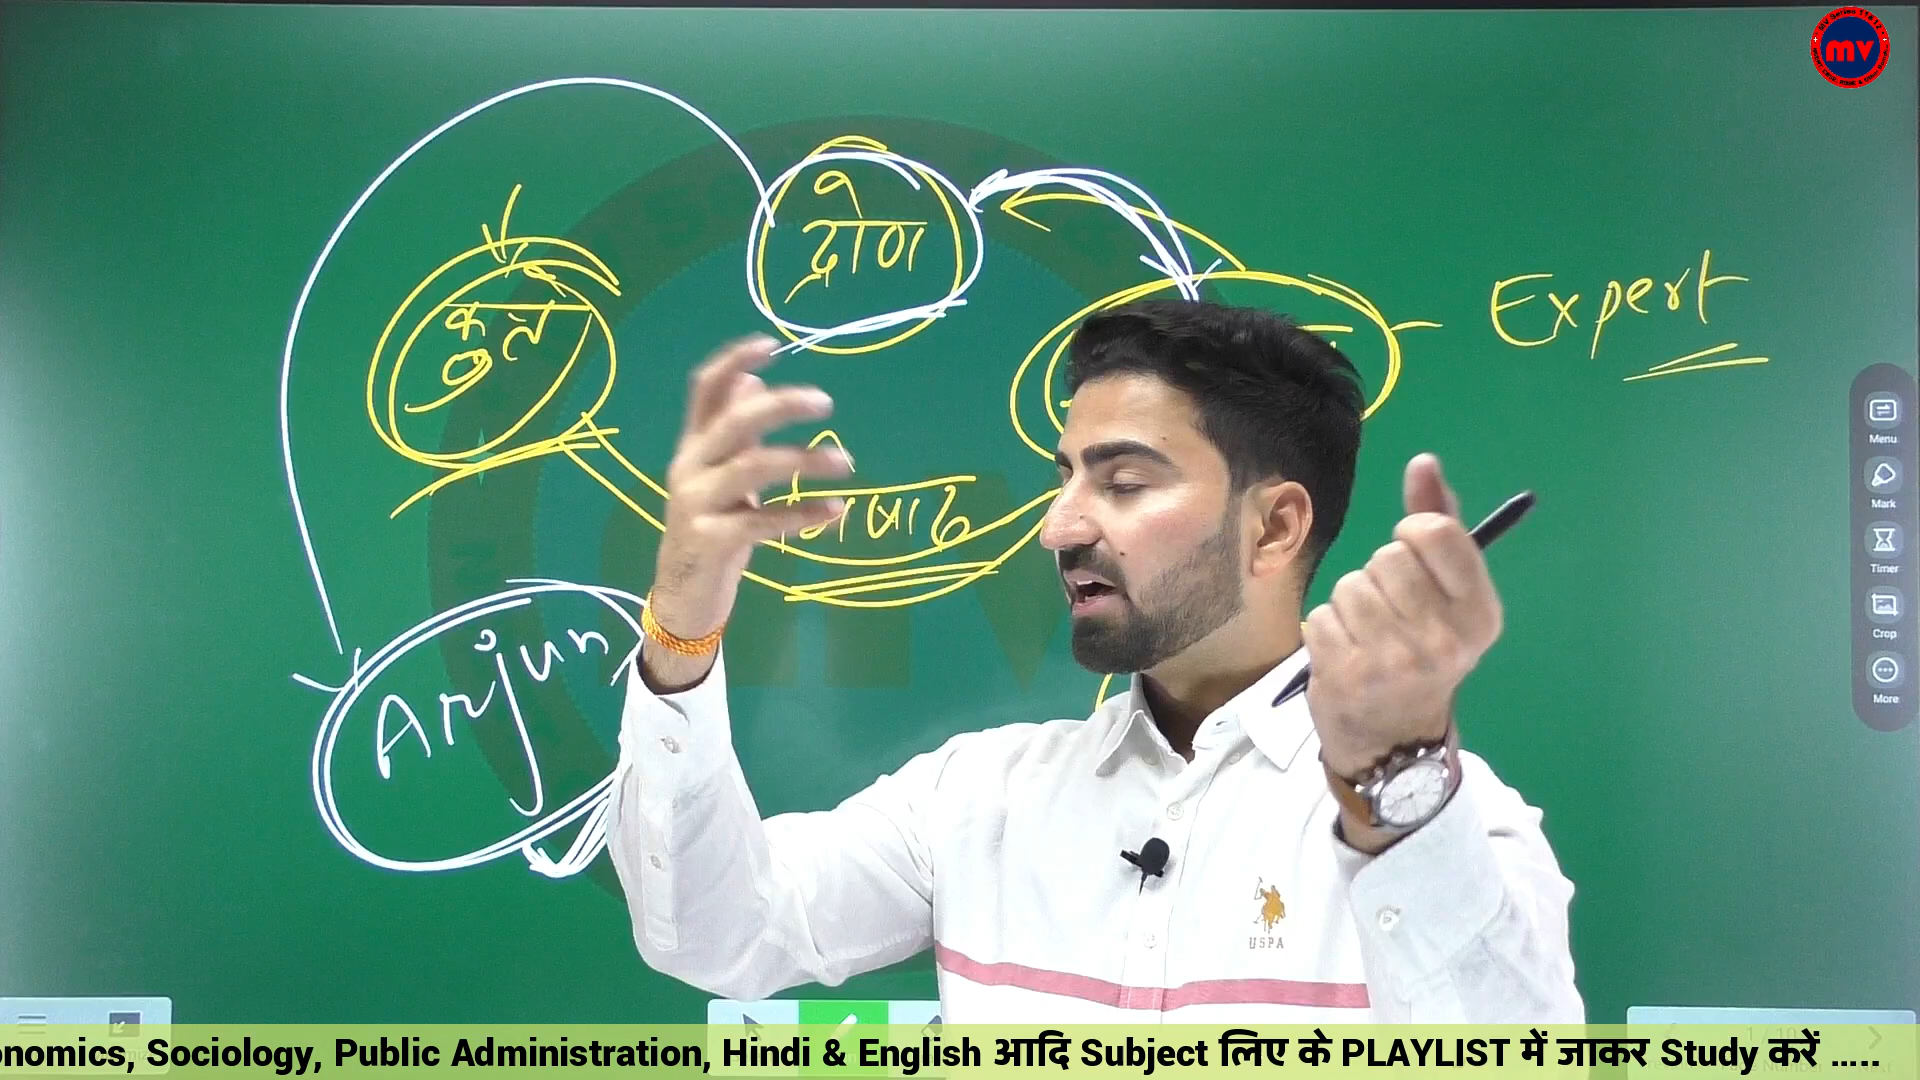 mv
द्रोण
Expert
कुत्ते
निषाद
Arjun
Menu
Mark
Timer
Crop
More
USPA
onomics, Sociology, Public Administration, Hindi & English आदि Subject लिए के PLAYLIST में जाकर Study करें .....